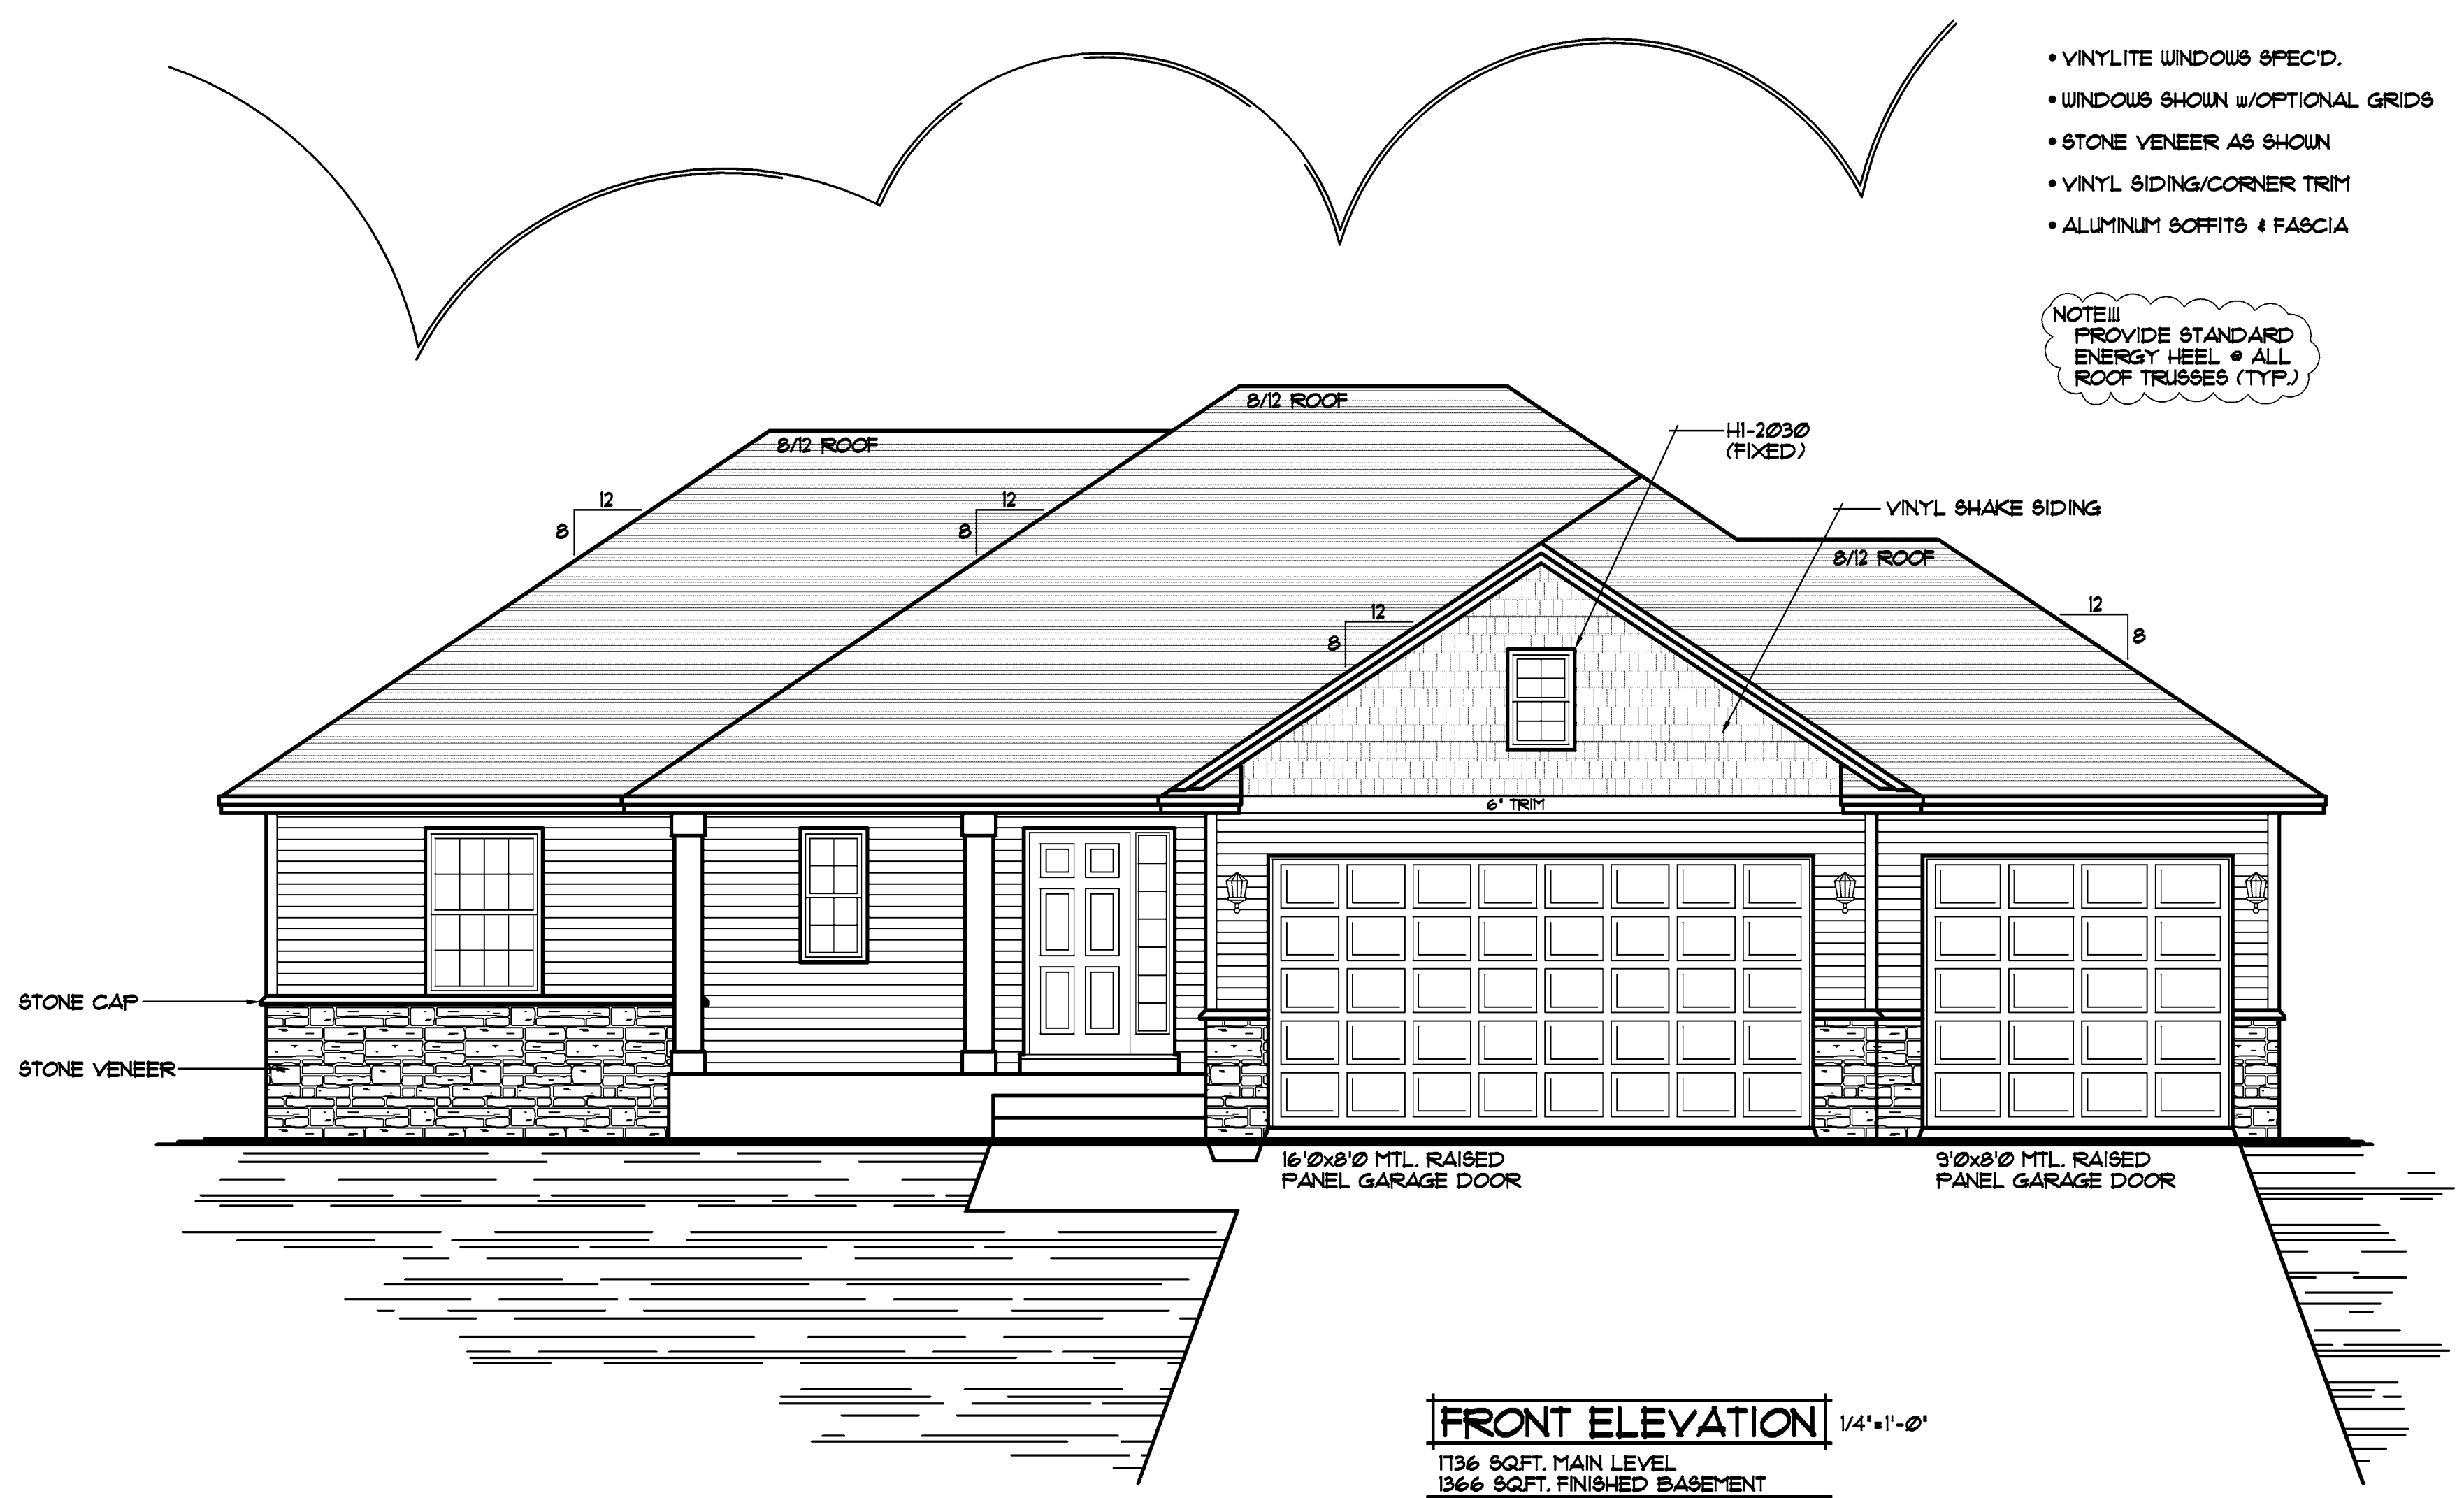 • VINYLITE WINDOWS SPEC'D.
• WINDOWS SHOWN w/OPTIONAL GRIDS
• STONE VENEER AS SHOWN
• VINYL SIDING/CORNER TRIM
• ALUMINUM SOFFITS & FASCIA
NOTE!!!
PROVIDE STANDARD
ENERGY HEEL @ ALL
ROOF TRUSSES (TYP.)
8/12 ROOF
8/12 ROOF
H1-2030
(FIXED)
12
8
12
8
VINYL SHAKE SIDING
8/12 ROOF
12
8
12
8
6" TRIM
STONE CAP
STONE VENEER
16'0x8'0 MTL. RAISED
PANEL GARAGE DOOR
9'0x8'0 MTL. RAISED
PANEL GARAGE DOOR
FRONT ELEVATION 1/4"=1'-0"
1736 SQ.FT. MAIN LEVEL
1366 SQ.FT. FINISHED BASEMENT